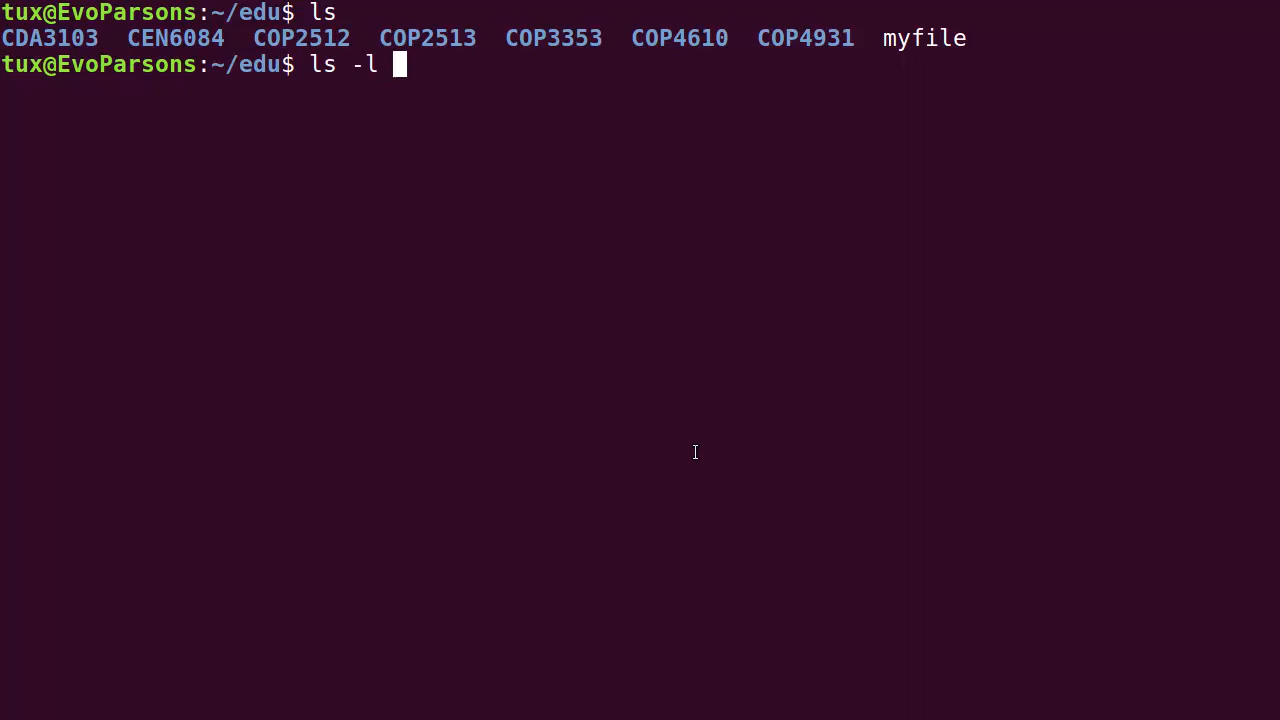 tux@EvoParsons:~/edu$ ls
CDA3103  CEN6084  COP2512  COP2513  COP3353  COP4610  COP4931  myfile
tux@EvoParsons:~/edu$ ls -l